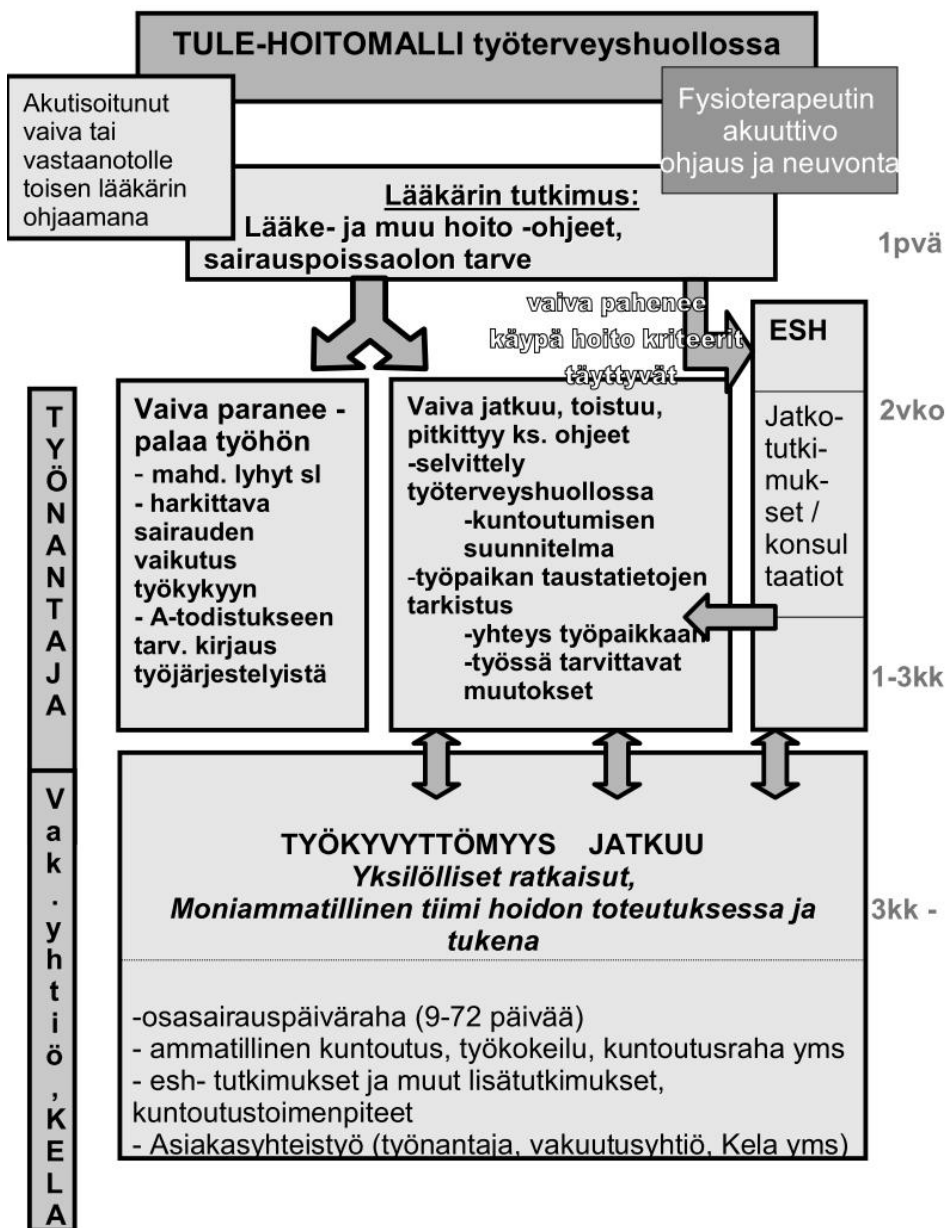 TULE-HOITOMALLI työterveyshuollossa
Akutisoitunut
vaiva tai
vastaanotolle
toisen lääkärin
ohjaamana
Fysioterapeutin
akuuttivo
ohjaus ja neuvonta
Lääkärin tutkimus:
Lääke- ja muu hoito -ohjeet,
sairauspoissaolon tarve
1pvä
vaiva pahenee
käypä hoito kriteerit
täyttyvät
ESH
Jatko-
tutki-
muk-
set /
konsul
taatiot
2vko
1-3kk
TYÖNANTAJA
Vaiva paranee -
palaa työhön
- mahd. lyhyt sl
- harkittava
sairauden
vaikutus
työkykyyn
- A-todistukseen
tarv. kirjaus
työjärjestelyistä
Vaiva jatkuu, toistuu,
pitkittyy ks. ohjeet
-selvittely
työterveyshuollossa
-kuntoutumisen
suunnitelma
-työpaikan taustatietojen
tarkistus
-yhteys työpaikkaan
-työssä tarvittavat
muutokset
Vak.yhtiö,KELA
TYÖKYVYTTÖMYYS JATKUU
Yksilölliset ratkaisut,
Moniammatillinen tiimi hoidon toteutuksessa ja
tukena
3kk -
-osasairauspäiväraha (9-72 päivää)
- ammatillinen kuntoutus, työkokeilu, kuntoutusraha yms
- esh- tutkimukset ja muut lisätutkimukset,
kuntoutustoimenpiteet
- Asiakasyhteistyö (työnantaja, vakuutusyhtiö, Kela yms)